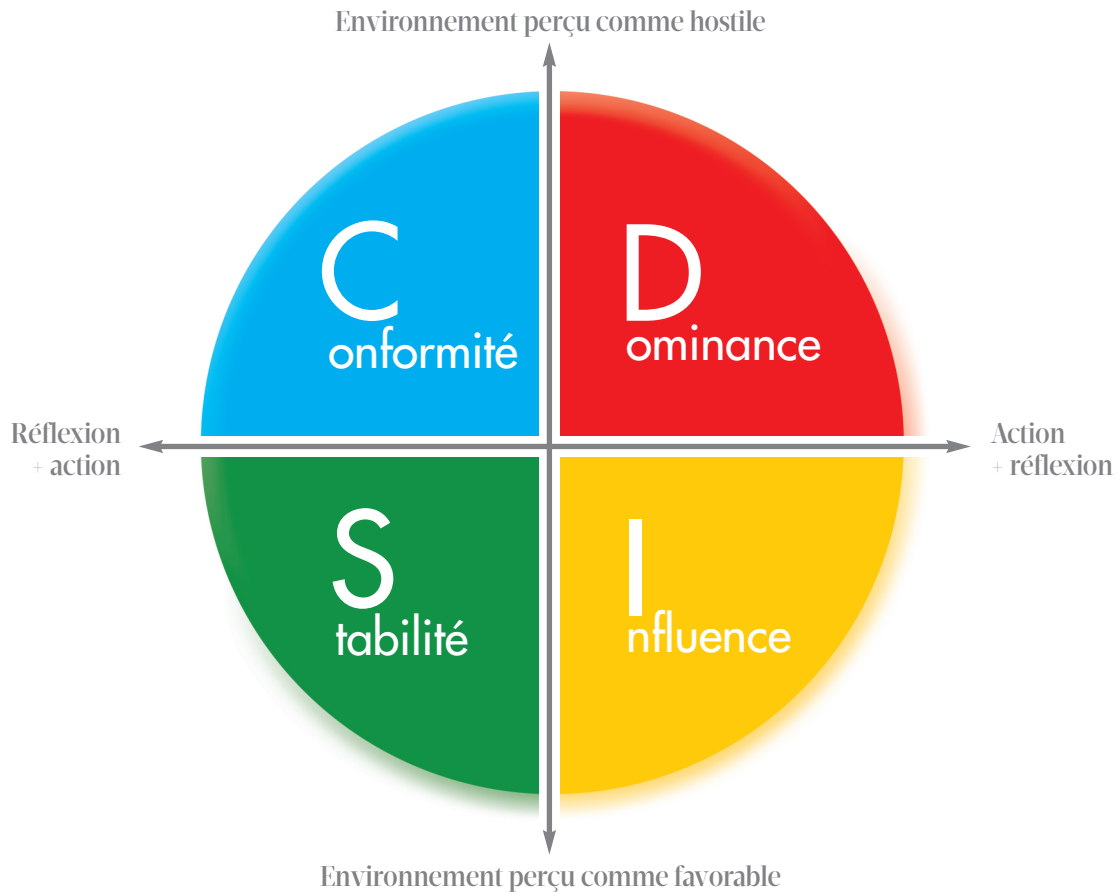 Environnement perçu comme hostile
C
onformité
D
ominance
Réflexion
+ action
Action
+ réflexion
S
tabilité
I
nfluence
Environnement perçu comme favorable